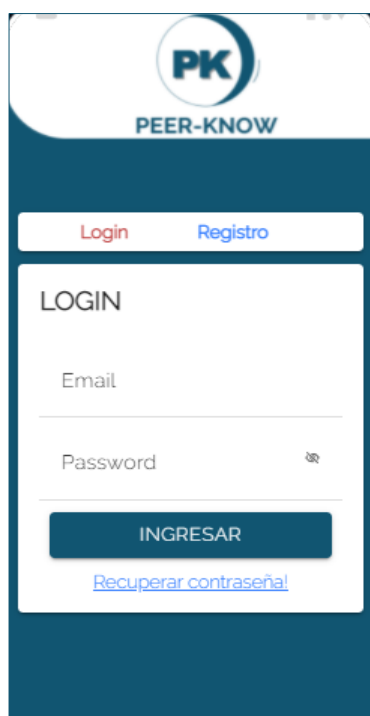 PK
PEER-KNOW
Login Registro
LOGIN
Email
Password
INGRESAR
Recuperar contraseña!